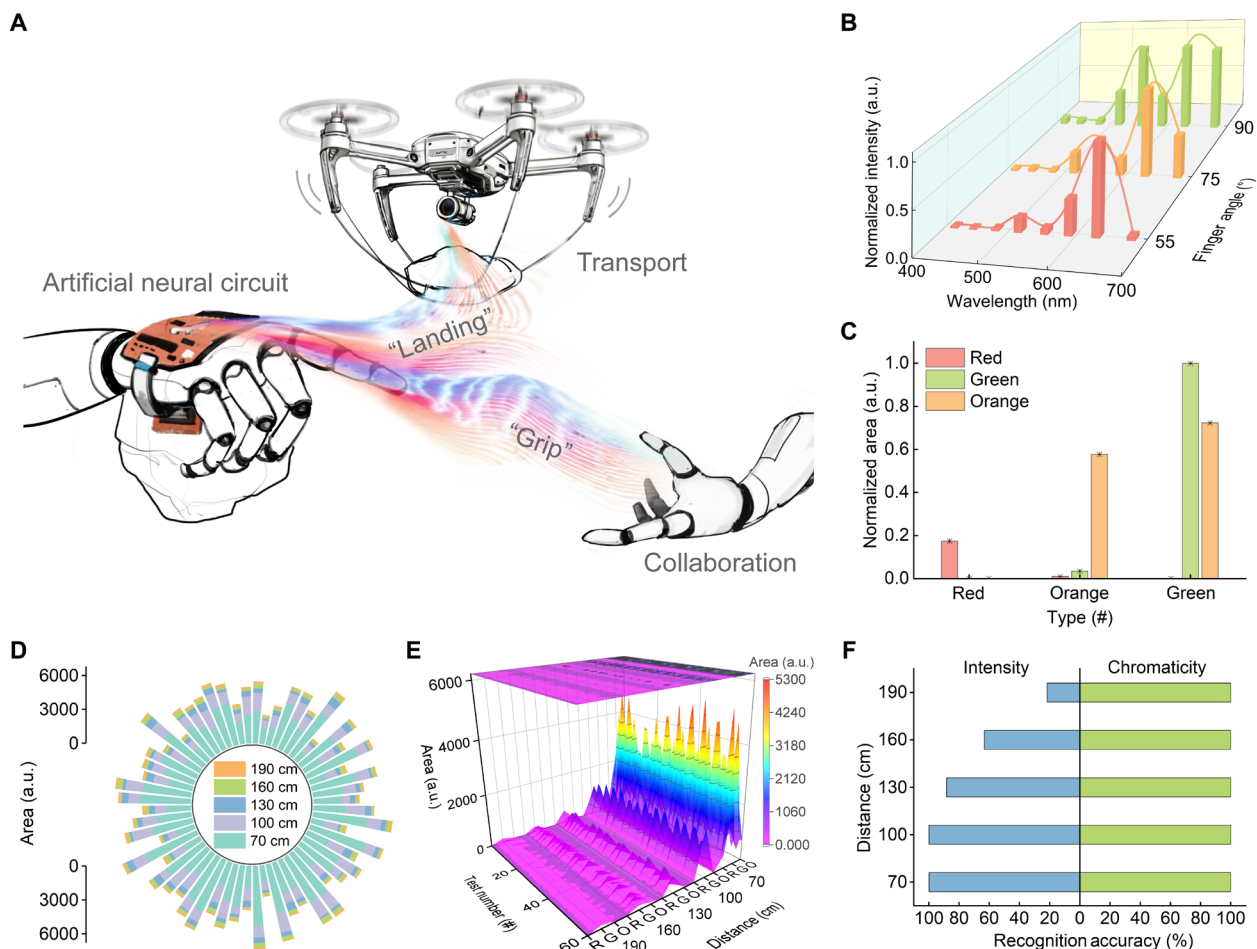 A
Artificial neural circuit
Transport
“Landing”
“Grip”
Collaboration
B
Normalized intensity (a.u.)
1.0
0.5
0.0
400
500
600
700
Wavelength (nm)
55
75
90
Finger angle (°)
C
Normalized area (a.u.)
1.0
0.8
0.6
0.4
0.2
0.0
Red
Green
Orange
Red
Orange
Green
Type (#)
D
Area (a.u.)
6000
3000
0
0
3000
6000
190 cm
160 cm
130 cm
100 cm
70 cm
E
Area (a.u.)
6000
4000
2000
0
20
40
60
Test number (#)
R G O R G O R G O R G O R G O
190
160
130
100
70
Distance (cm)
Area (a.u.)
5300
4240
3180
2120
1060
0.000
F
Intensity
Chromaticity
Distance (cm)
190
160
130
100
70
100 80 60 40 20 0 20 40 60 80 100
Recognition accuracy (%)